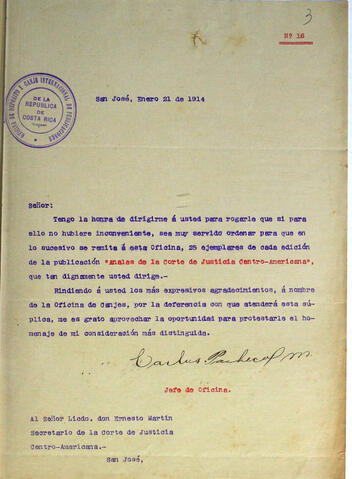 3
Nº 16
OFICINA DE DEPÓSITO Y CANJE INTERNACIONAL DE PUBLICACIONES
DE LA
REPUBLICA
DE
COSTA RICA
San José, Enero 21 de 1914
Señor:
Tengo la honra de dirigirme á usted para rogarle que si para
ello no hubiere inconveniente, sea muy servido ordenar para que en
lo sucesivo se remita á esta Oficina, 25 ejemplares de cada edición
de la publicación "Anales de la Corte de Justicia Centro-Americana",
que tan dignamente usted dirige.-
Rindiendo á usted los más expresivos agradecimientos, á nombre
de la Oficina de Canjes, por la deferencia con que atenderá esta sú-
plica, me es grato aprovechar la oportunidad para protestarle el ho-
menaje de mi consideración más distinguida.
Carlos Pacheco M.
Jefe de Oficina.
Al Señor Licdo. don Ernesto Martin
Secretario de la Corte de Justicia
Centro-Americana.-
San José,